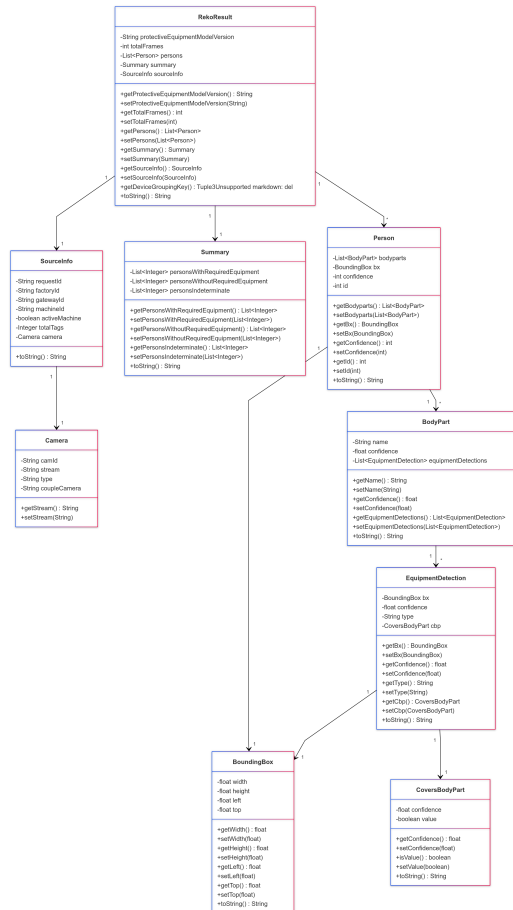 RekoResult
-String protectiveEquipmentModelVersion
-int totalFrames
-List<Person> persons
-Summary summary
-SourceInfo sourceInfo
+getProtectiveEquipmentModelVersion() : String
+setProtectiveEquipmentModelVersion(String)
+getTotalFrames() : int
+setTotalFrames(int)
+getPersons() : List<Person>
+setPersons(List<Person>)
+getSummary() : Summary
+setSummary(Summary)
+getSourceInfo() : SourceInfo
+setSourceInfo(SourceInfo)
+getDeviceGroupingKey() : Tuple3Unsupported markdown: del
+toString() : String
1
1
1
1
1
*
SourceInfo
-String requestId
-String factoryId
-String gatewayId
-String machineId
-boolean activeMachine
-Integer totalTags
-Camera camera
+toString() : String
Summary
-List<Integer> personsWithRequiredEquipment
-List<Integer> personsWithoutRequiredEquipment
-List<Integer> personsIndeterminate
+getPersonsWithRequiredEquipment() : List<Integer>
+setPersonsWithRequiredEquipment(List<Integer>)
+getPersonsWithoutRequiredEquipment() : List<Integer>
+setPersonsWithoutRequiredEquipment(List<Integer>)
+getPersonsIndeterminate() : List<Integer>
+setPersonsIndeterminate(List<Integer>)
+toString() : String
Person
-List<BodyPart> bodyparts
-BoundingBox bx
-int confidence
-int id
+getBodyparts() : List<BodyPart>
+setBodyparts(List<BodyPart>)
+getBx() : BoundingBox
+setBx(BoundingBox)
+getConfidence() : int
+setConfidence(int)
+getId() : int
+setId(int)
+toString() : String
1
1
1
1
*
Camera
-String camId
-String stream
-String type
-String coupleCamera
+getStream() : String
+setStream(String)
BodyPart
-String name
-float confidence
-List<EquipmentDetection> equipmentDetections
+getName() : String
+setName(String)
+getConfidence() : float
+setConfidence(float)
+getEquipmentDetections() : List<EquipmentDetection>
+setEquipmentDetections(List<EquipmentDetection>)
+toString() : String
1
*
EquipmentDetection
-BoundingBox bx
-float confidence
-String type
-CoversBodyPart cbp
+getBx() : BoundingBox
+setBx(BoundingBox)
+getConfidence() : float
+setConfidence(float)
+getType() : String
+setType(String)
+getCbp() : CoversBodyPart
+setCbp(CoversBodyPart)
+toString() : String
1
1
1
1
1
BoundingBox
-float width
-float height
-float left
-float top
+getWidth() : float
+setWidth(float)
+getHeight() : float
+setHeight(float)
+getLeft() : float
+setLeft(float)
+getTop() : float
+setTop(float)
+toString() : String
CoversBodyPart
-float confidence
-boolean value
+getConfidence() : float
+setConfidence(float)
+isValue() : boolean
+setValue(boolean)
+toString() : String